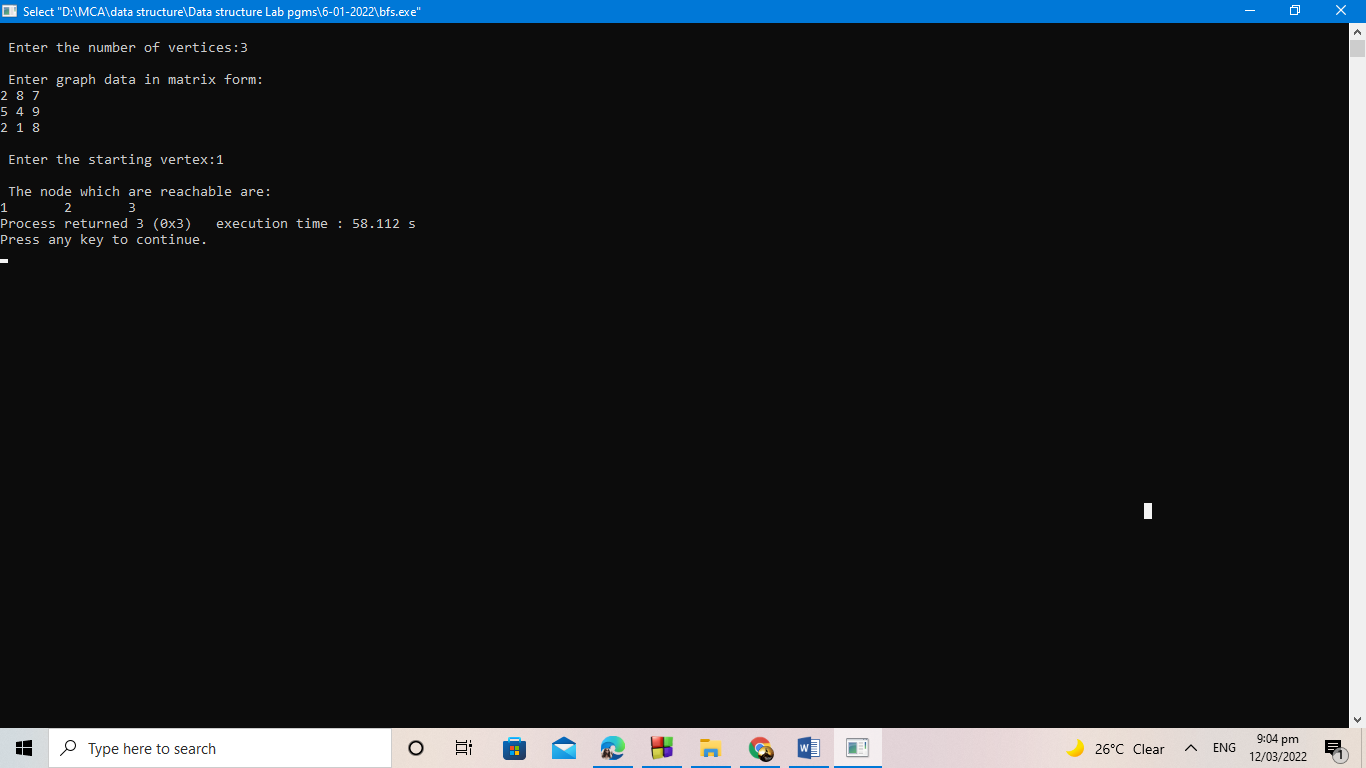 Select "D:\MCA\data structure\Data structure Lab pgms\6-01-2022\bfs.exe"
Enter the number of vertices:3
Enter graph data in matrix form:
2 8 7
5 4 9
2 1 8
Enter the starting vertex:1
The node which are reachable are:
1 2 3
Process returned 3 (0x3)   execution time : 58.112 s
Press any key to continue.
Type here to search
26°C Clear
ENG
9:04 pm
12/03/2022
1